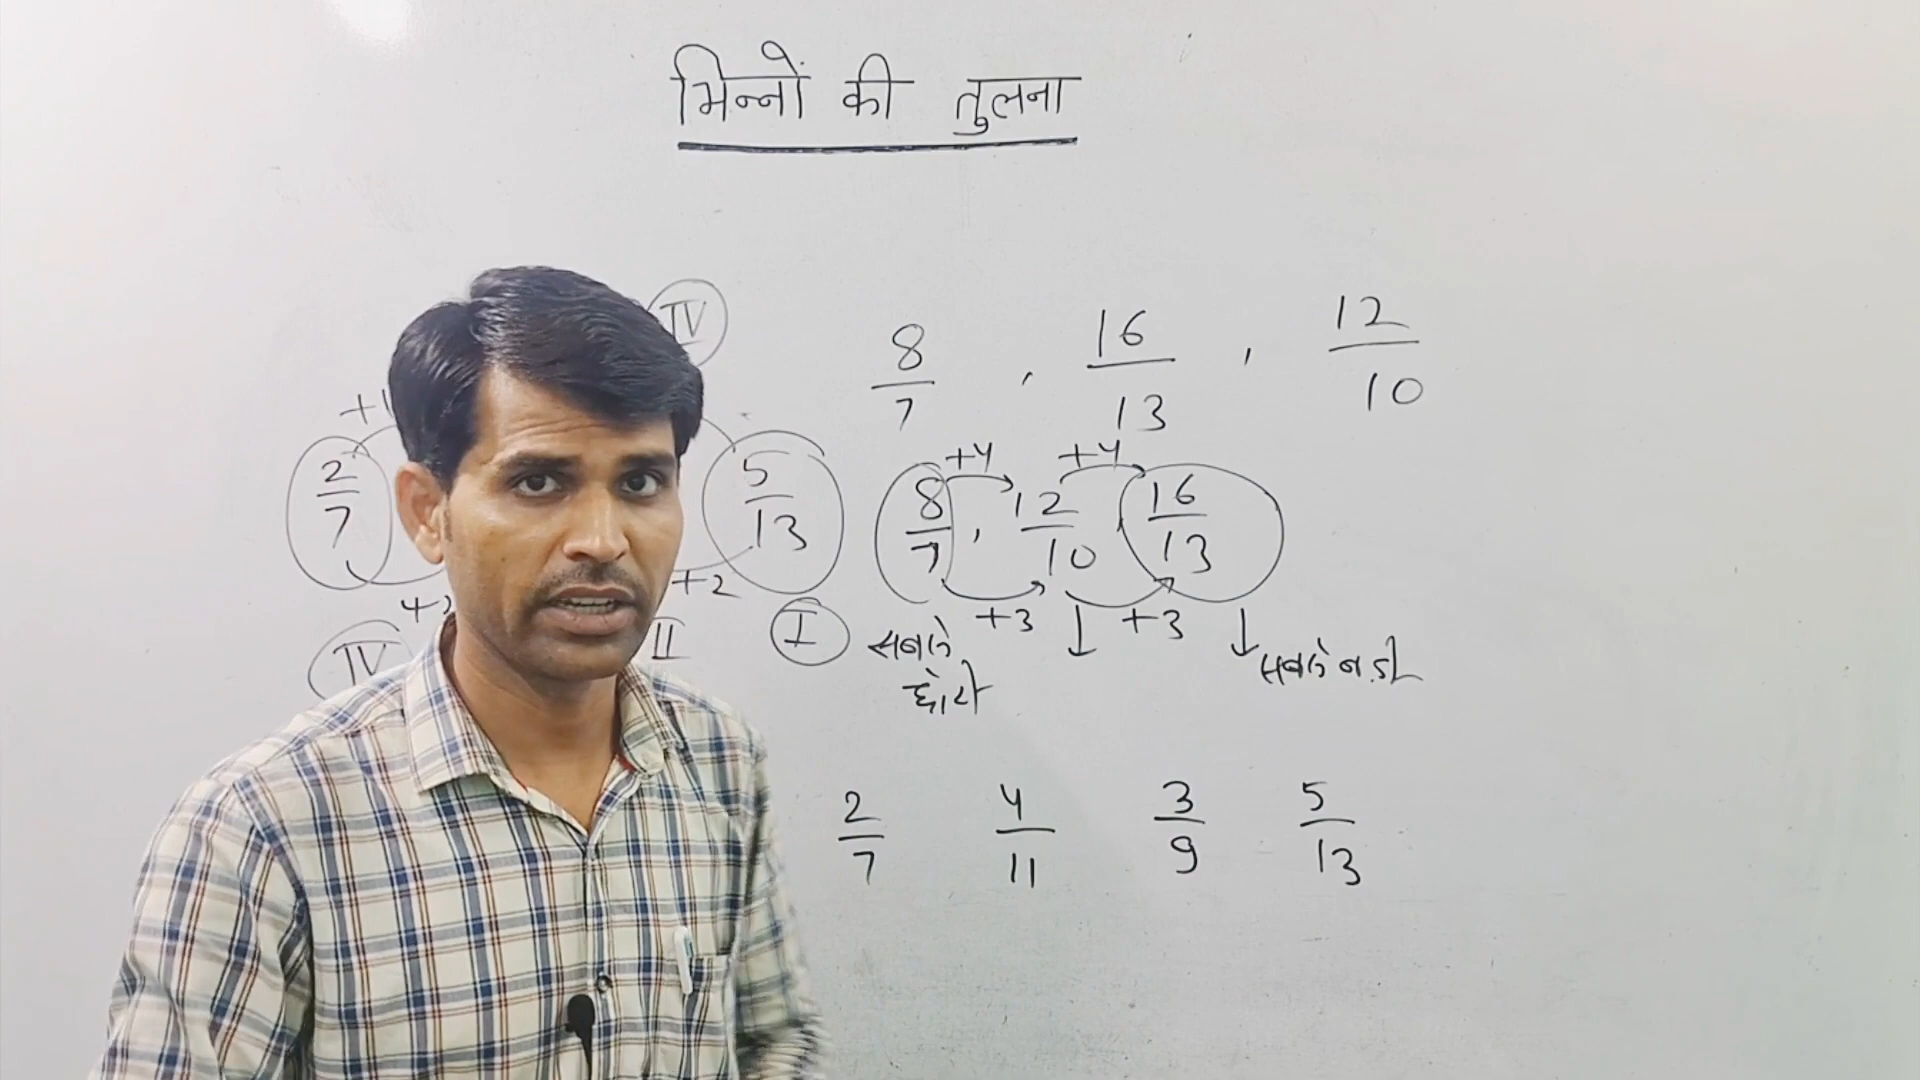 भिन्नों की तुलना
IV
8/7 , 16/13 , 12/10
+1
+4 +4
2/7 5/13 8/7 , 12/10 , 16/13
+2 +3 +3
IV II I सबसे ↓ ↓ सबसे बड़ी
छोटी
2/7 4/11 3/9 5/13